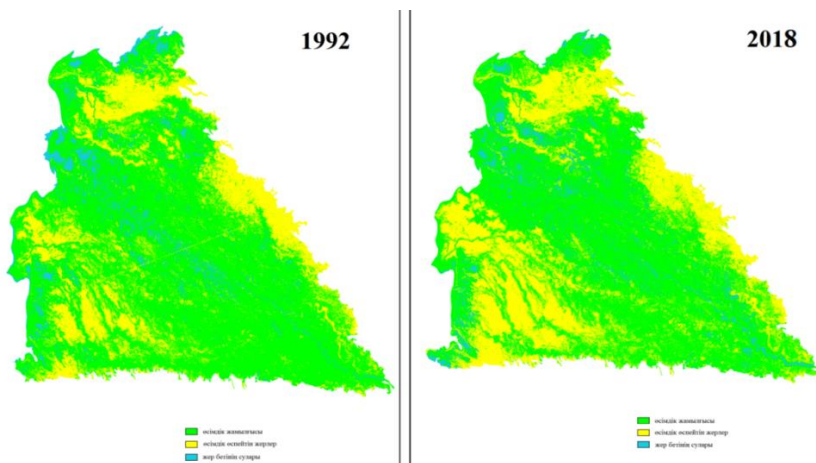 1992
өсімдік жамылғысы
өсімдік өспейтін жерлер
жер бетінің сулары
2018
өсімдік жамылғысы
өсімдік өспейтін жерлер
жер бетінің сулары